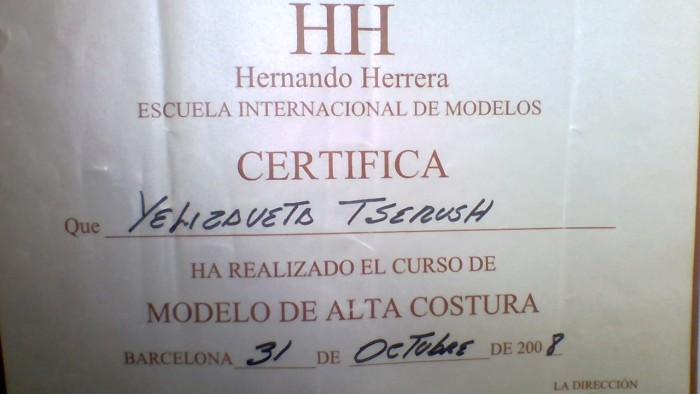 HH
Hernando Herrera
ESCUELA INTERNACIONAL DE MODELOS
CERTIFICA
Que YELIZAVETA TSERUSH
HA REALIZADO EL CURSO DE
MODELO DE ALTA COSTURA
BARCELONA 31 DE OCTUBRE DE 2008
LA DIRECCIÓN